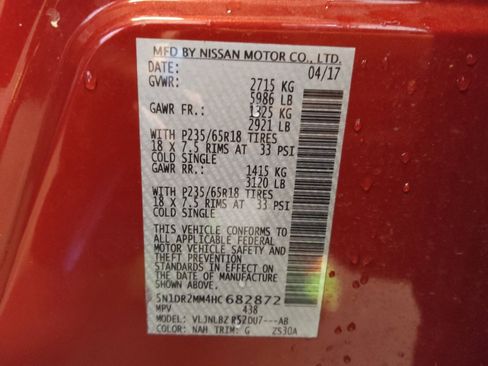 MFD BY NISSAN MOTOR CO., LTD.
DATE: 04/17
GVWR: 2715 KG
5986 LB
GAWR FR.: 1325 KG
2921 LB
WITH P235/65R18 TIRES
18 X 7.5 RIMS AT 33 PSI
COLD SINGLE
GAWR RR.: 1415 KG
3120 LB
WITH P235/65R18 TIRES
18 X 7.5 RIMS AT 33 PSI
COLD SINGLE
THIS VEHICLE CONFORMS TO
ALL APPLICABLE FEDERAL
MOTOR VEHICLE SAFETY AND
THEFT PREVENTION
STANDARDS IN EFFECT ON
THE DATE OF MANUFACTURE
SHOWN ABOVE.
5N1DR2MM4HC682872
MPV 438
MODEL: VLJNLBZ R52DU7---AB
COLOR: NAH TRIM: G ZS30A